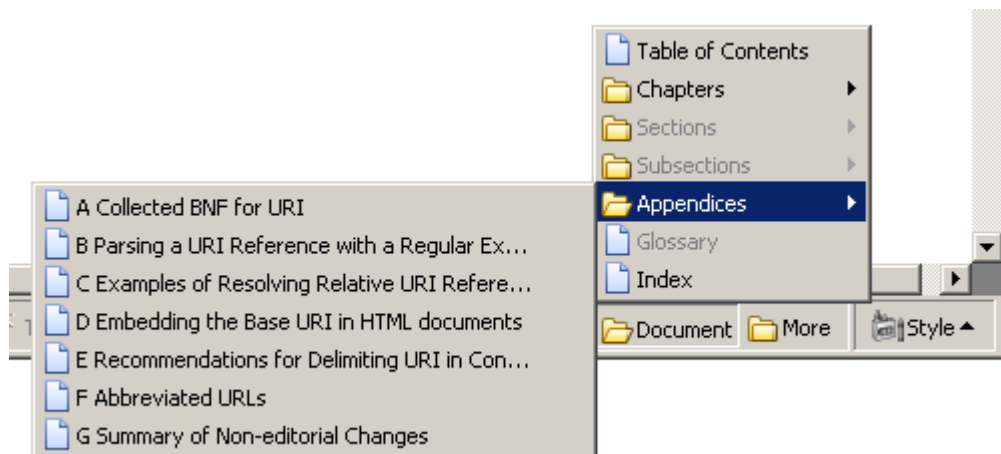 Table of Contents
Chapters
Sections
Subsections
Appendices
Glossary
Index
A Collected BNF for URI
B Parsing a URI Reference with a Regular Ex...
C Examples of Resolving Relative URI Refere...
D Embedding the Base URI in HTML documents
E Recommendations for Delimiting URI in Con...
F Abbreviated URLs
G Summary of Non-editorial Changes
Document More Style